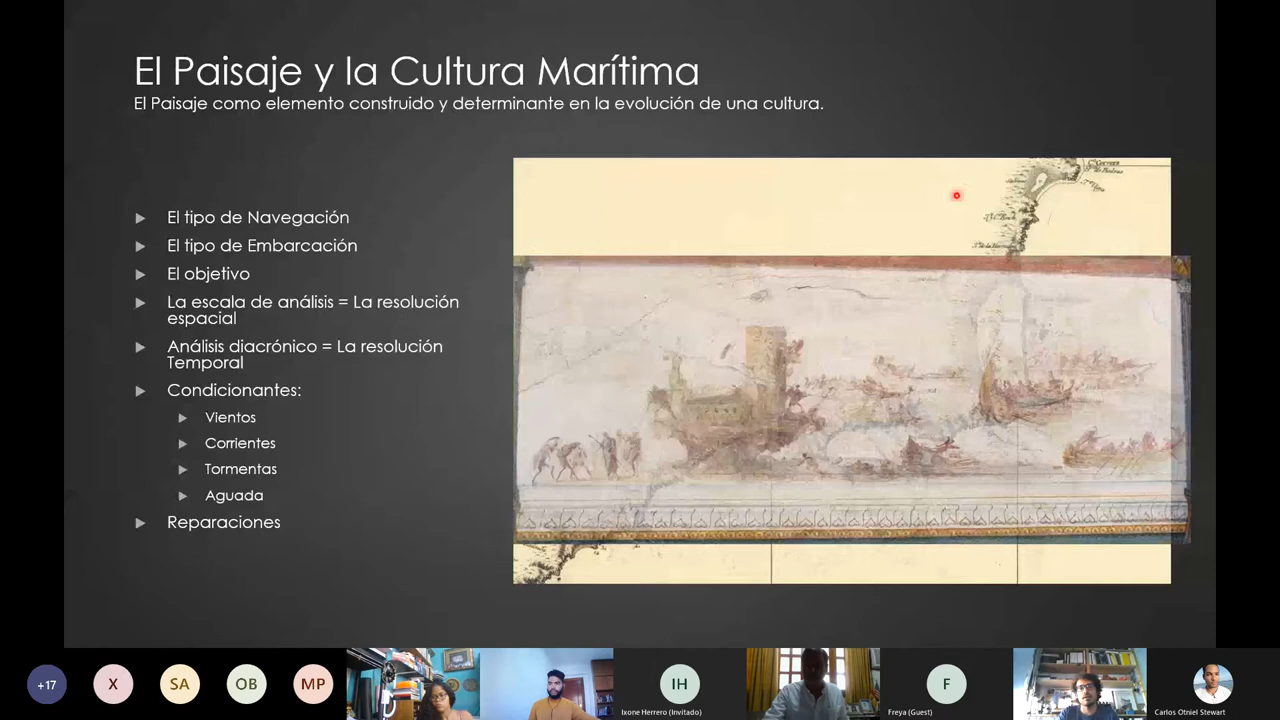 El Paisaje y la Cultura Marítima
El Paisaje como elemento construido y determinante en la evolución de una cultura.
El tipo de Navegación
El tipo de Embarcación
El objetivo
La escala de análisis = La resolución
espacial
Análisis diacrónico = La resolución
Temporal
Condicionantes:
Vientos
Corrientes
Tormentas
Aguada
Reparaciones
+17
X
SA
OB
MP
IH
Ixone Herrero (Invitado)
F
Freya (Guest)
Carlos Otniel Stewart